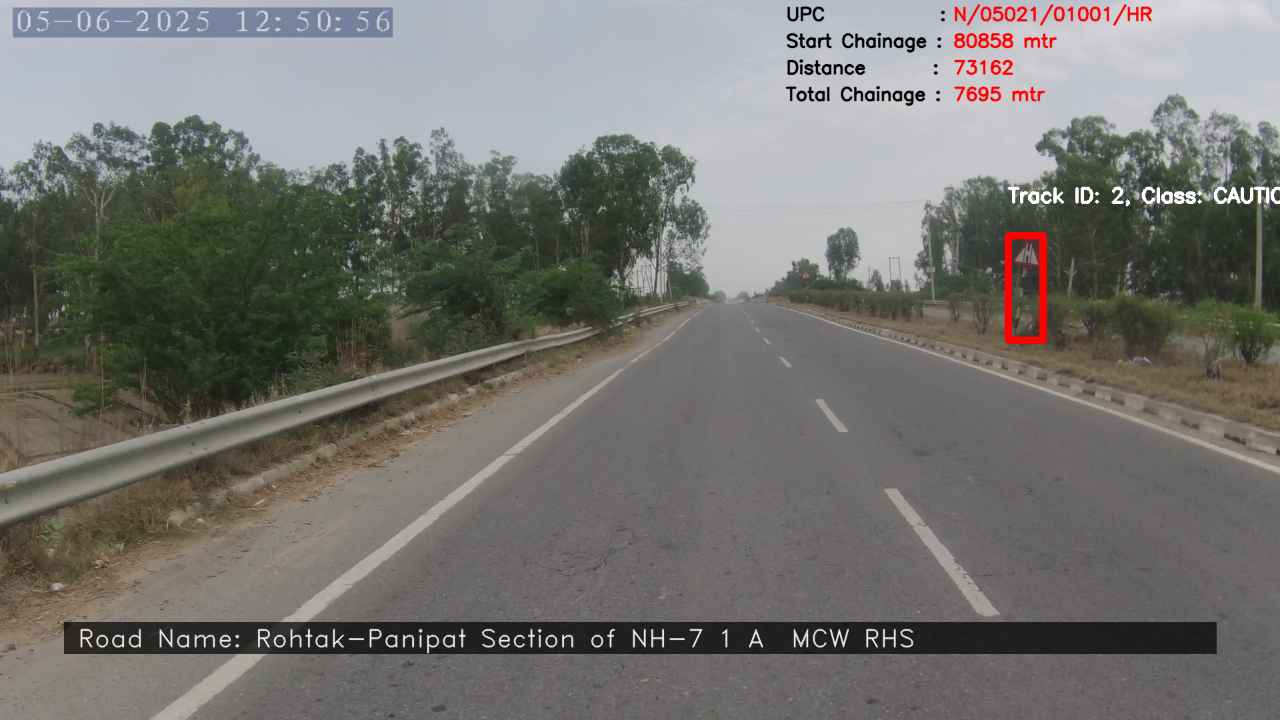 05-06-2025 12:50:56
UPC : N/05021/01001/HR
Start Chainage : 80858 mtr
Distance : 73162
Total Chainage : 7695 mtr
Track ID: 2, Class: CAUTIO
Road Name: Rohtak-Panipat Section of NH-7 1 A MCW RHS